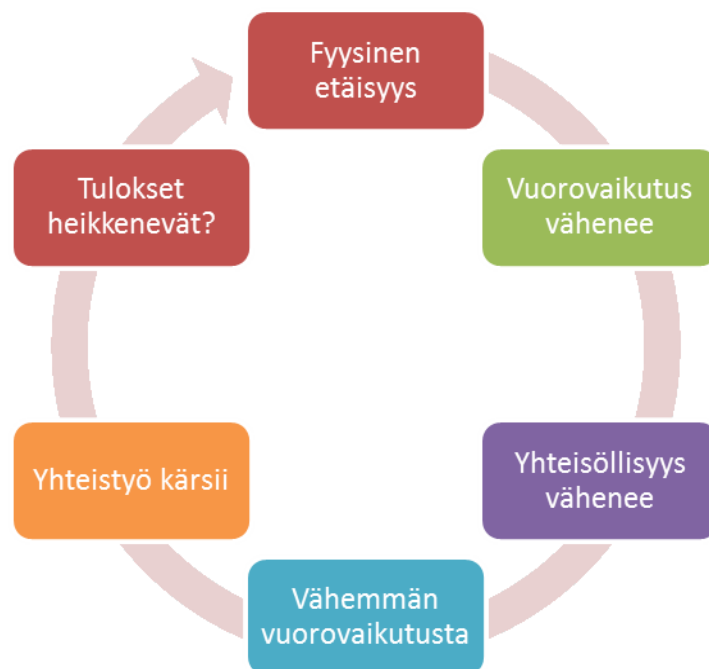 Fyysinen
etäisyys
Vuorovaikutus
vähenee
Yhteisöllisyys
vähenee
Vähemmän
vuorovaikutusta
Yhteistyö kärsii
Tulokset
heikkenevät?